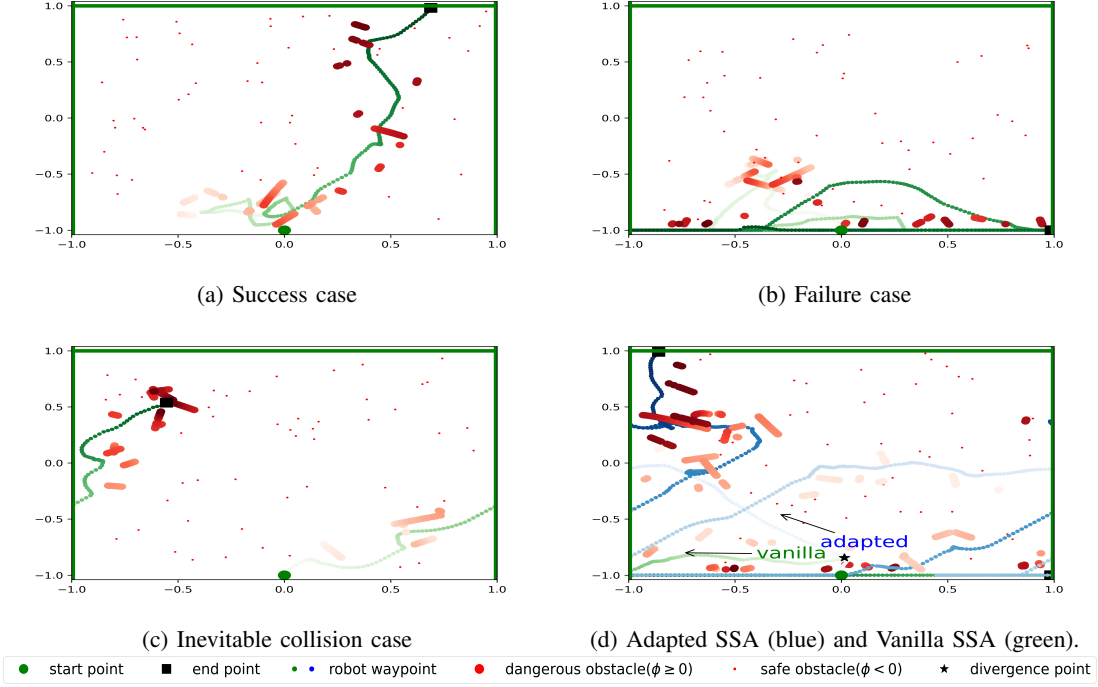 1.0
0.5
0.0
−0.5
−1.0
−1.0 −0.5 0.0 0.5 1.0
(a) Success case
1.0
0.5
0.0
−0.5
−1.0
−1.0 −0.5 0.0 0.5 1.0
(b) Failure case
1.0
0.5
0.0
−0.5
−1.0
−1.0 −0.5 0.0 0.5 1.0
(c) Inevitable collision case
1.0
0.5
0.0
−0.5
−1.0
adapted
vanilla
−1.0 −0.5 0.0 0.5 1.0
(d) Adapted SSA (blue) and Vanilla SSA (green).
start point end point robot waypoint dangerous obstacle(ϕ ≥ 0) safe obstacle(ϕ < 0) divergence point